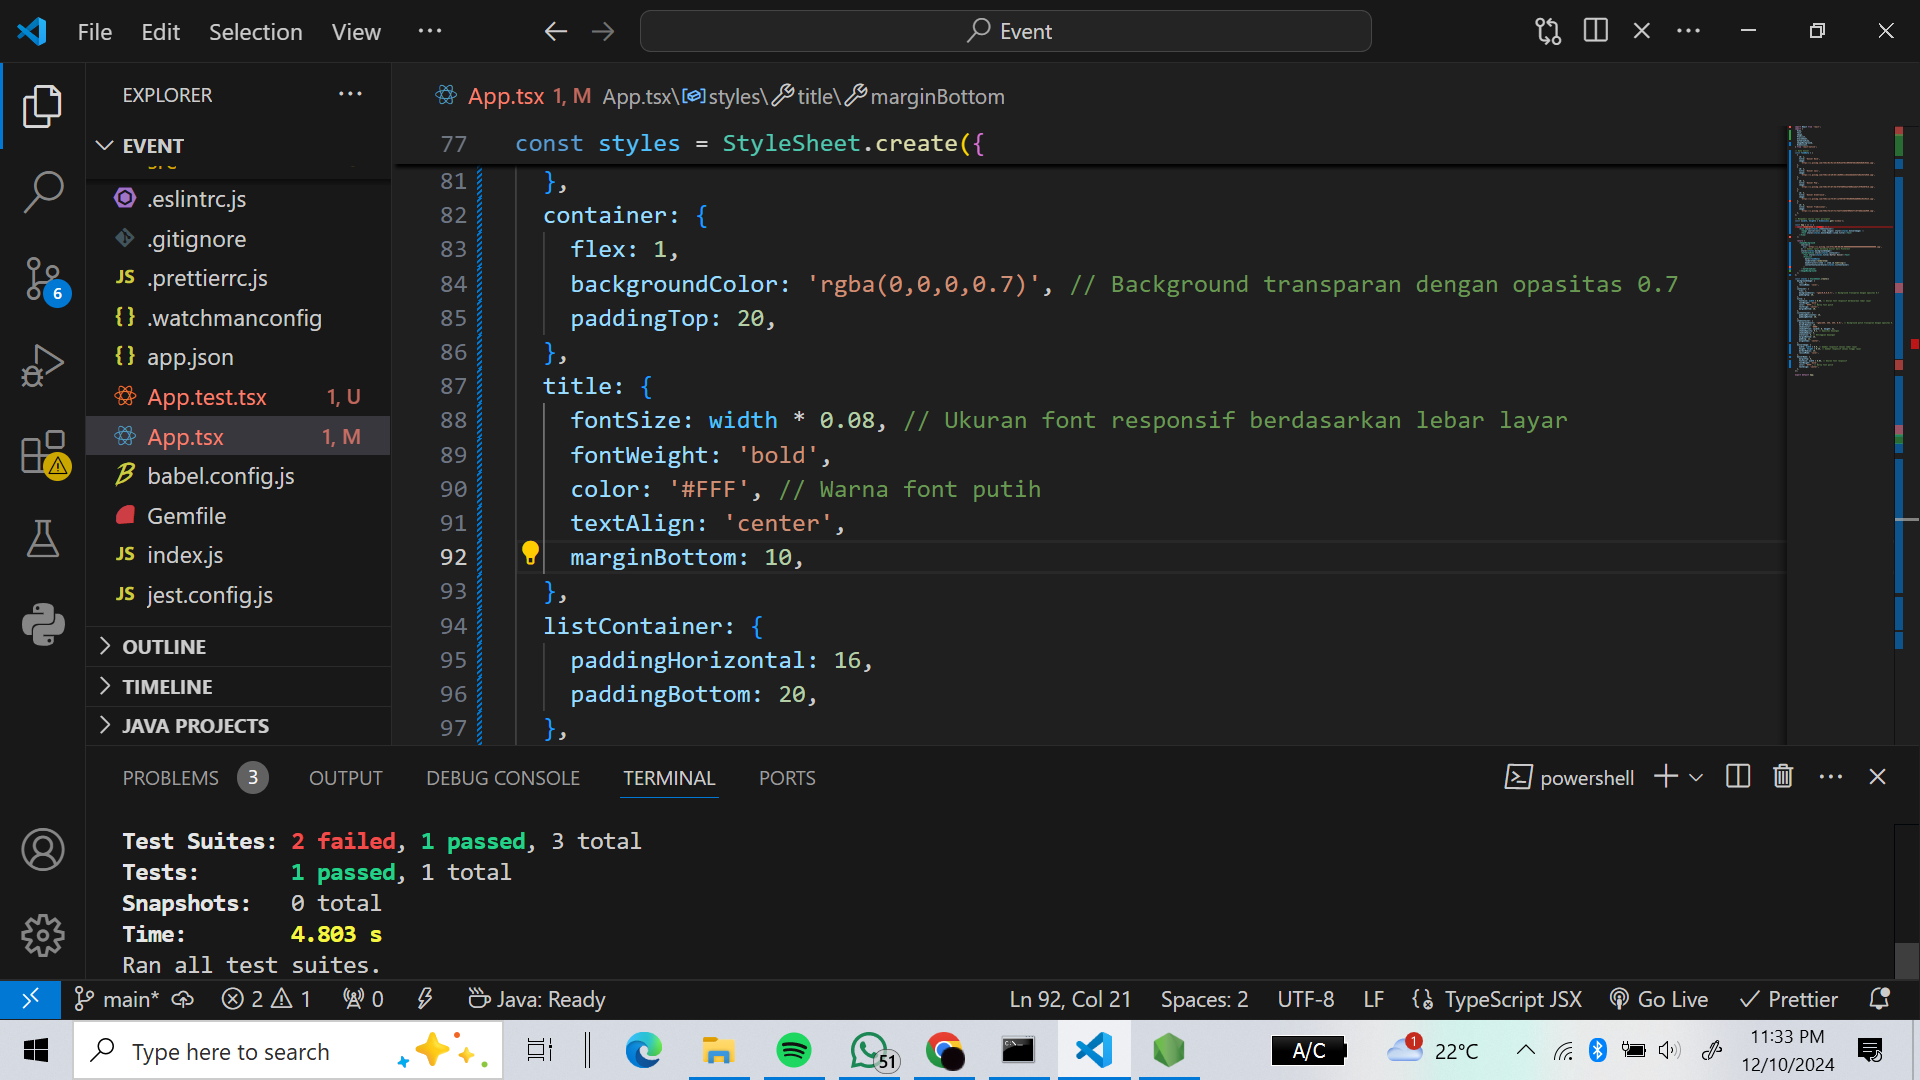 File Edit Selection View ... Event
EXPLORER ...
EVENT
src
.eslintrc.js
.gitignore
JS .prettierrc.js
{} .watchmanconfig
{} app.json
App.test.tsx 1, U
App.tsx 1, M
babel.config.js
Gemfile
JS index.js
JS jest.config.js
OUTLINE
TIMELINE
JAVA PROJECTS
6
App.tsx 1, M App.tsx\styles\title\marginBottom
77 const styles = StyleSheet.create({
81 },
82 container: {
83 flex: 1,
84 backgroundColor: 'rgba(0,0,0,0.7)', // Background transparan dengan opasitas 0.7
85 paddingTop: 20,
86 },
87 title: {
88 fontSize: width * 0.08, // Ukuran font responsif berdasarkan lebar layar
89 fontWeight: 'bold',
90 color: '#FFF', // Warna font putih
91 textAlign: 'center',
92 marginBottom: 10,
93 },
94 listContainer: {
95 paddingHorizontal: 16,
96 paddingBottom: 20,
97 },
PROBLEMS 3 OUTPUT DEBUG CONSOLE TERMINAL PORTS powershell
Test Suites: 2 failed, 1 passed, 3 total
Tests: 1 passed, 1 total
Snapshots: 0 total
Time: 4.803 s
Ran all test suites.
main* 2 1 0 Java: Ready Ln 92, Col 21 Spaces: 2 UTF-8 LF TypeScript JSX Go Live Prettier
Type here to search 51 A/C 1 22°C 11:33 PM
12/10/2024